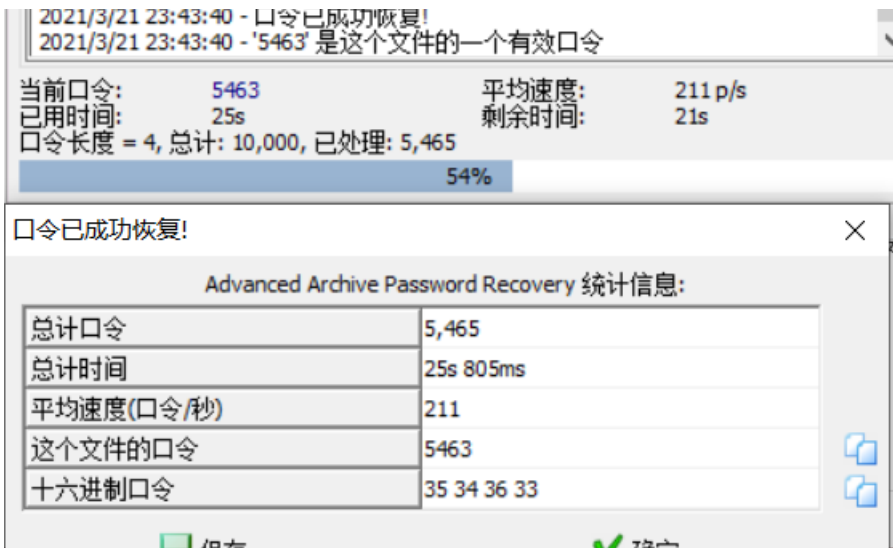 2021/3/21 23:43:40 - 口令已成功恢复!
2021/3/21 23:43:40 - '5463' 是这个文件的一个有效口令
当前口令: 5463 平均速度: 211 p/s
已用时间: 25s 剩余时间: 21s
口令长度 = 4, 总计: 10,000, 已处理: 5,465
54%
口令已成功恢复!
Advanced Archive Password Recovery 统计信息:
总计口令 5,465
总计时间 25s 805ms
平均速度(口令/秒) 211
这个文件的口令 5463
十六进制口令 35 34 36 33
保存 确定